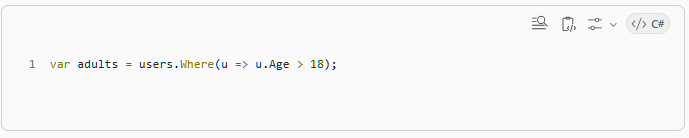 </> C#
1 var adults = users.Where(u => u.Age > 18);